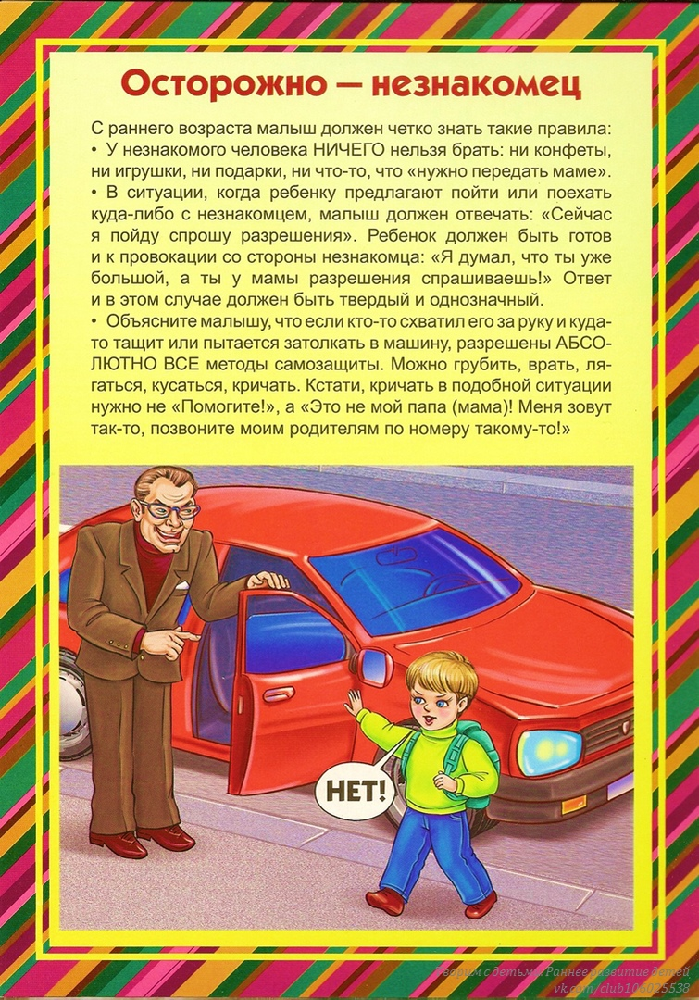 Осторожно — незнакомец
С раннего возраста малыш должен четко знать такие правила:
• У незнакомого человека НИЧЕГО нельзя брать: ни конфеты,
ни игрушки, ни подарки, ни что-то, что «нужно передать маме».
• В ситуации, когда ребенку предлагают пойти или поехать
куда-либо с незнакомцем, малыш должен отвечать: «Сейчас
я пойду спрошу разрешения». Ребенок должен быть готов
и к провокации со стороны незнакомца: «Я думал, что ты уже
большой, а ты у мамы разрешения спрашиваешь!» Ответ
и в этом случае должен быть твердый и однозначный.
• Объясните малышу, что если кто-то схватил его за руку и куда-
то тащит или пытается затолкать в машину, разрешены АБСО-
ЛЮТНО ВСЕ методы самозащиты. Можно грубить, врать, ля-
гаться, кусаться, кричать. Кстати, кричать в подобной ситуации
нужно не «Помогите!», а «Это не мой папа (мама)! Меня зовут
так-то, позвоните моим родителям по номеру такому-то!»
НЕТ!
Творим с детьми. Раннее развитие детей
vk.com/club106025538